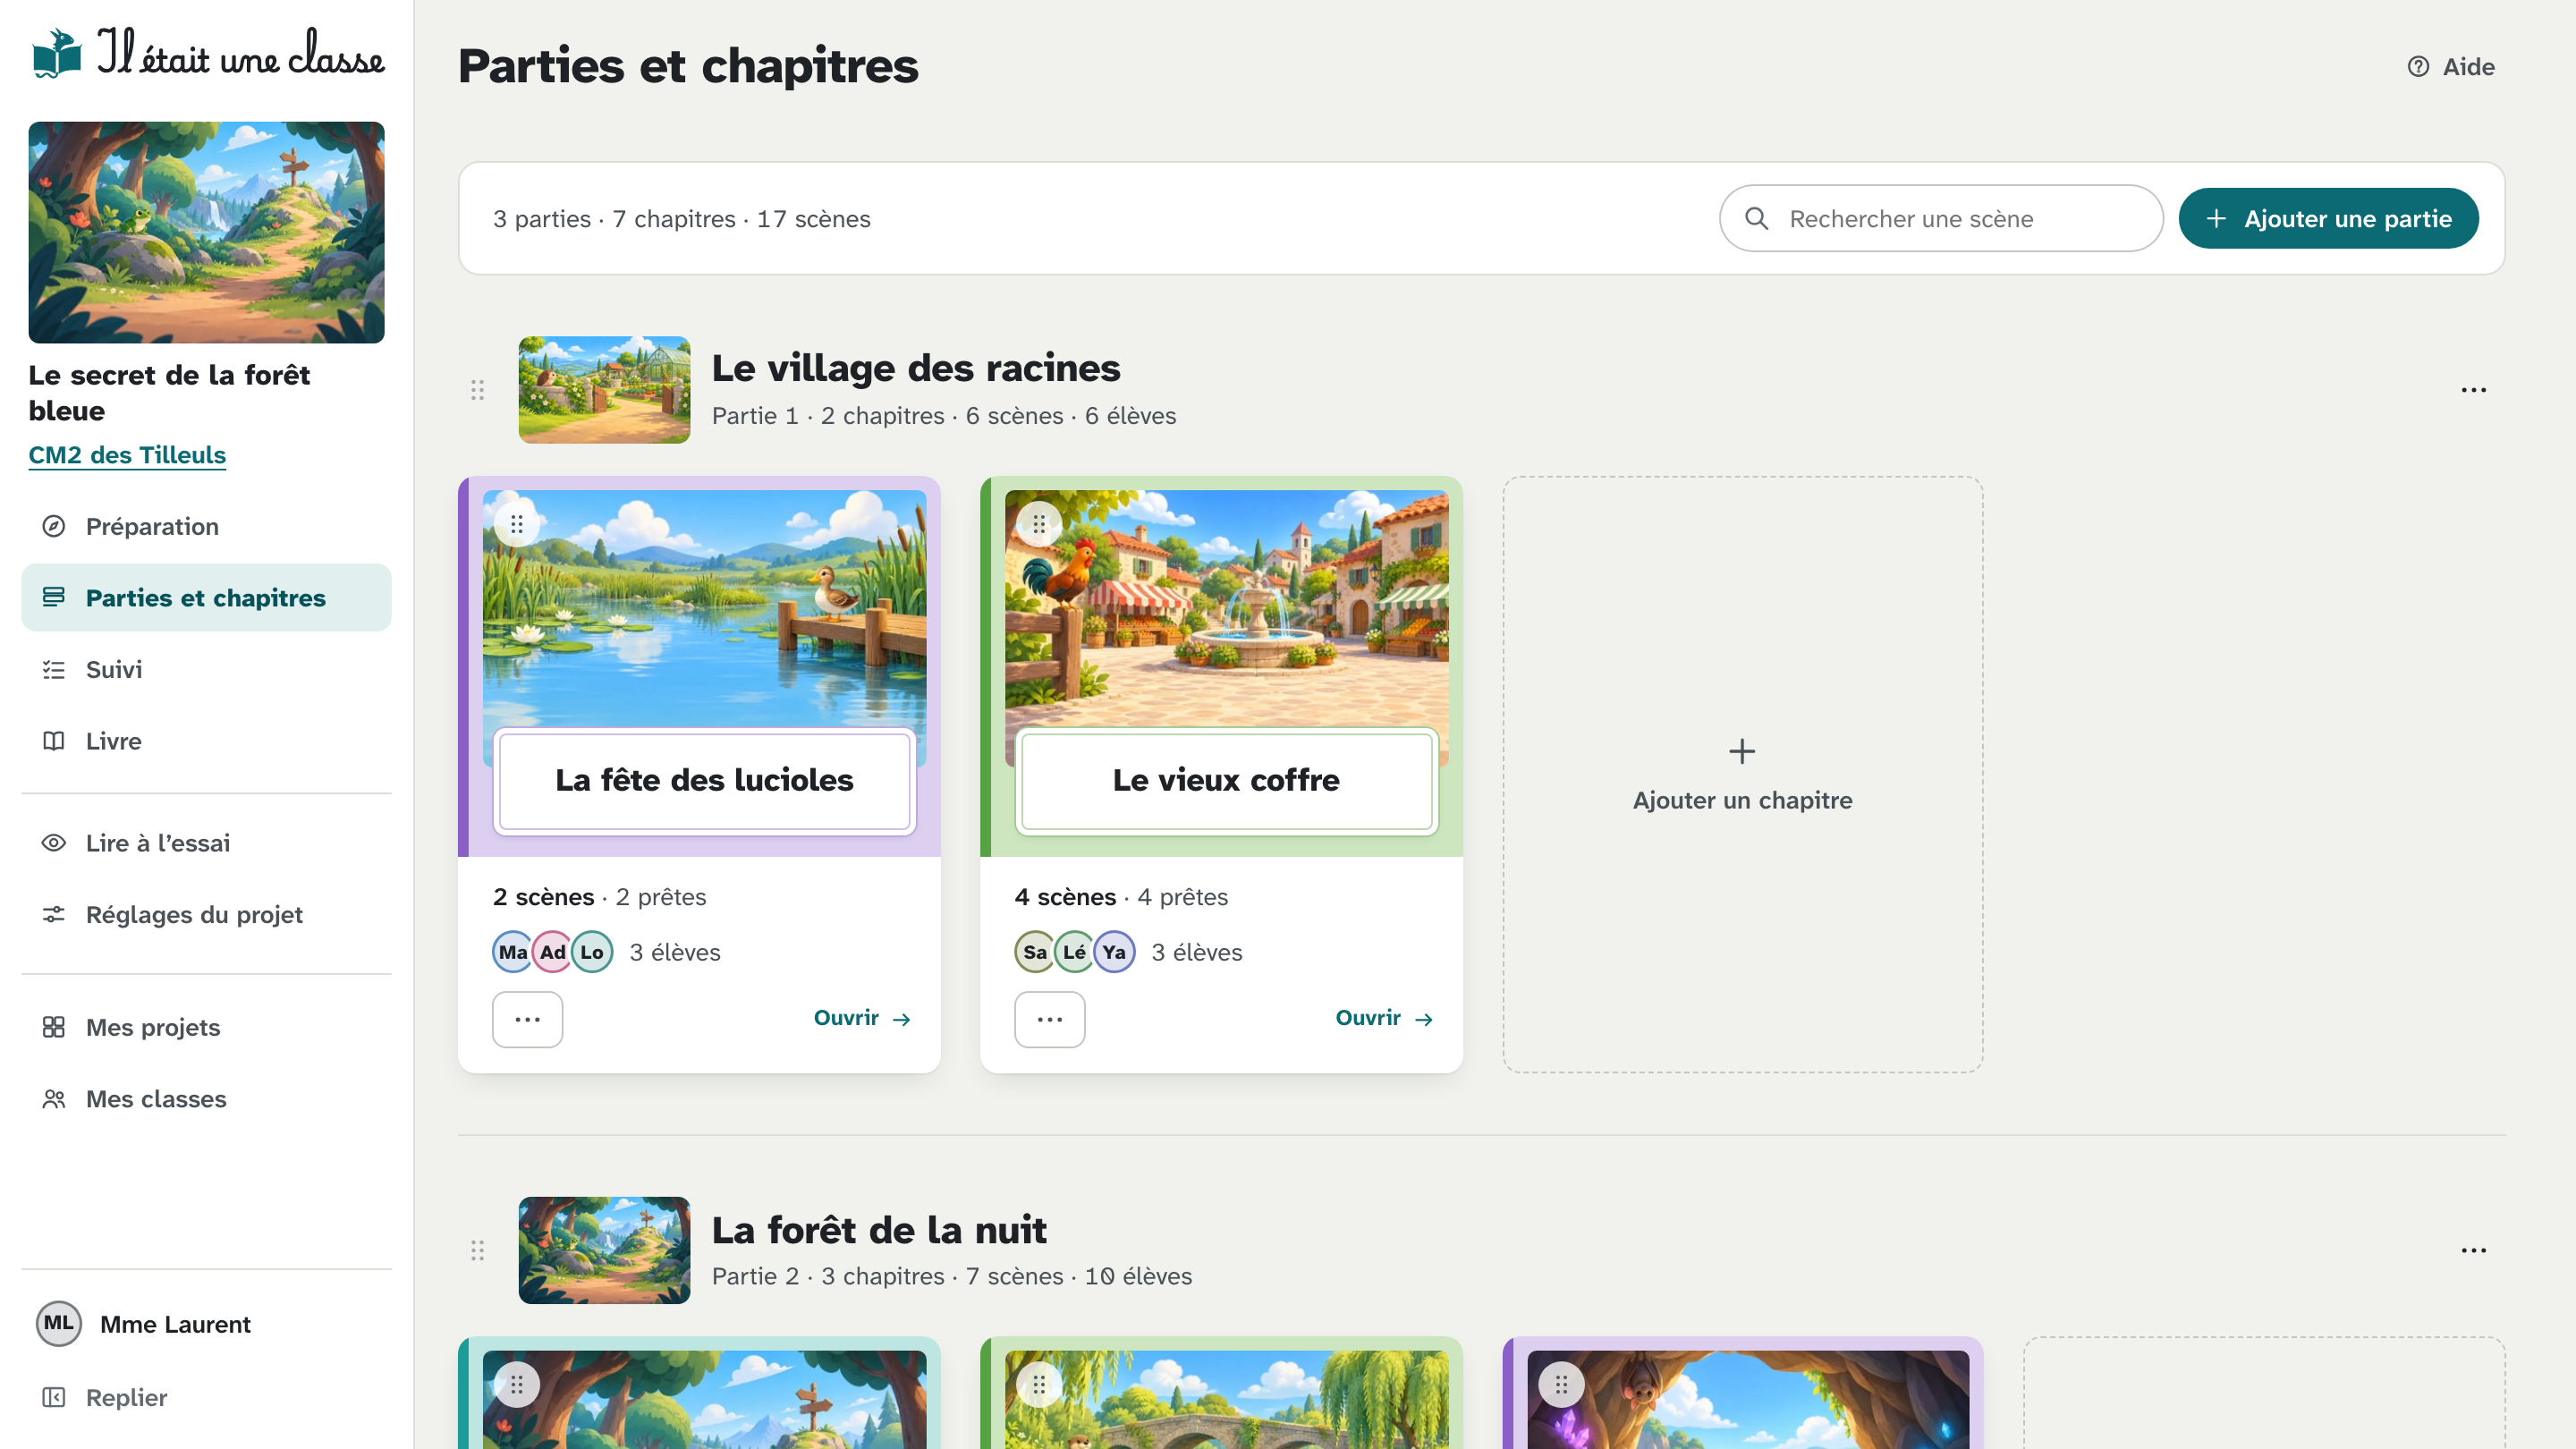 Il était une classe
Le secret de la forêt
bleue
CM2 des Tilleuls
Préparation
Parties et chapitres
Suivi
Livre
Lire à l’essai
Réglages du projet
Mes projets
Mes classes
ML
Mme Laurent
Replier
Parties et chapitres
Aide
3 parties · 7 chapitres · 17 scènes
Rechercher une scène
Ajouter une partie
Le village des racines
Partie 1 · 2 chapitres · 6 scènes · 6 élèves
La fête des lucioles
2 scènes · 2 prêtes
Ma Ad Lo 3 élèves
Ouvrir
Le vieux coffre
4 scènes · 4 prêtes
Sa Lé Ya 3 élèves
Ouvrir
Ajouter un chapitre
La forêt de la nuit
Partie 2 · 3 chapitres · 7 scènes · 10 élèves